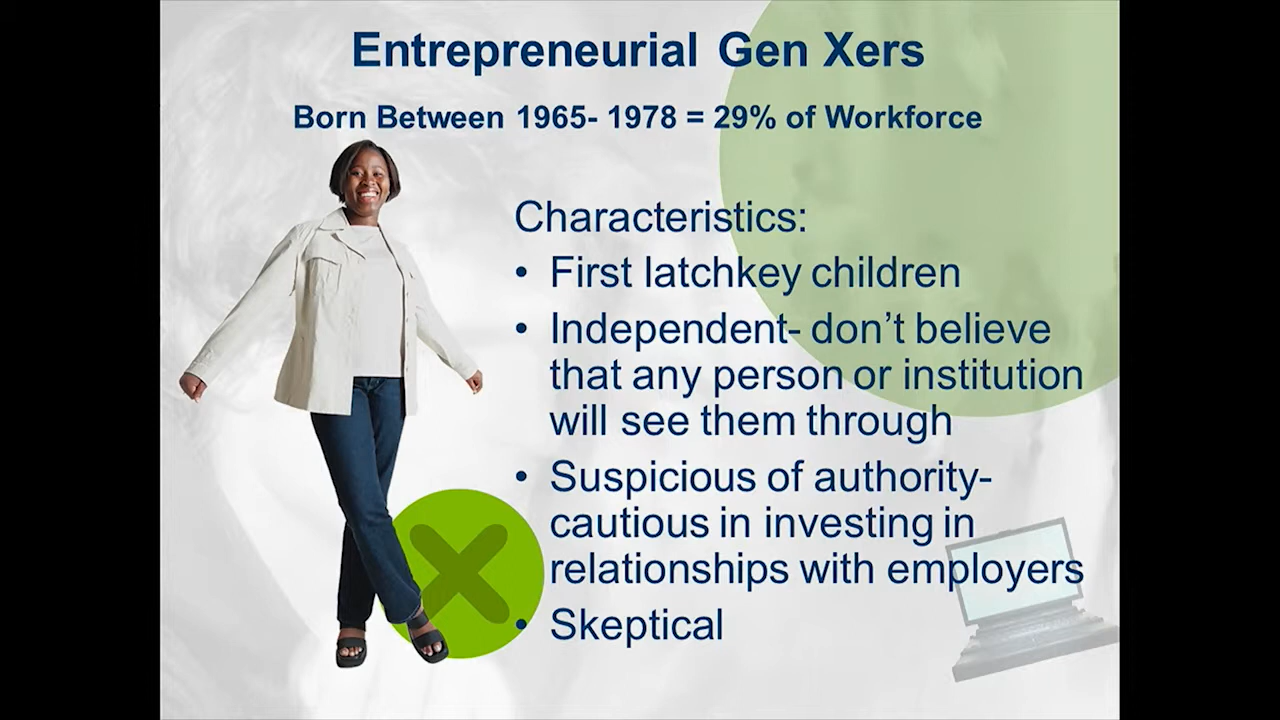 Entrepreneurial Gen Xers
Born Between 1965- 1978 = 29% of Workforce
Characteristics:
• First latchkey children
• Independent- don’t believe
that any person or institution
will see them through
• Suspicious of authority-
cautious in investing in
relationships with employers
• Skeptical